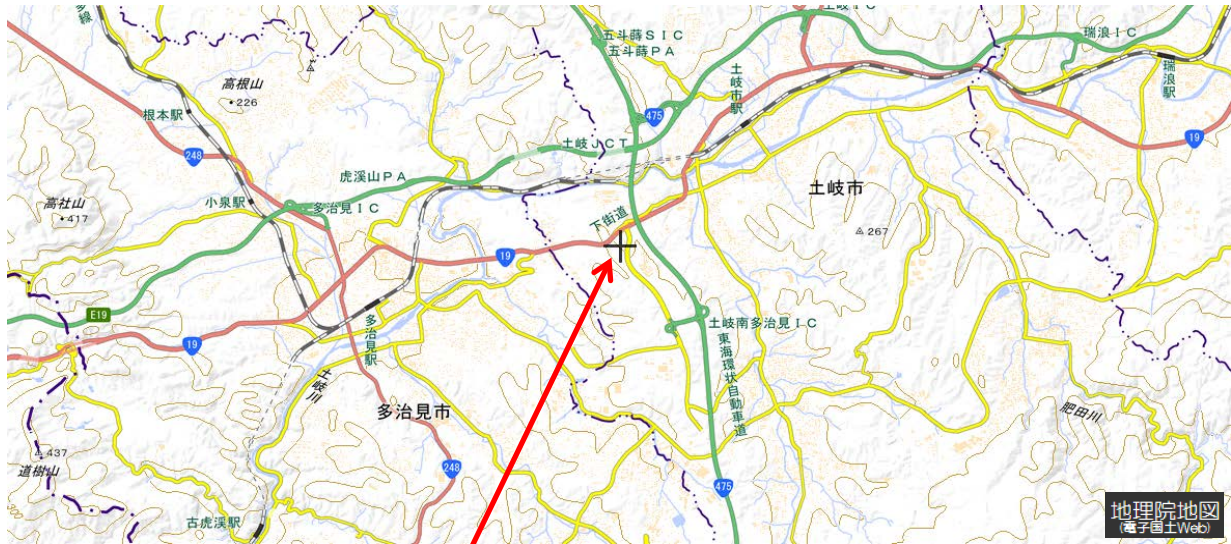 五斗蒔ＳＩＣ
五斗蒔ＰＡ
土岐ＩＣ
瑞浪ＩＣ
瑞浪駅
高根山
226
根本駅
248
土岐市駅
475
19
土岐ＪＣＴ
虎渓山ＰＡ
土岐市
高社山
417
小泉駅
多治見ＩＣ
下街道
267
19
E19
19
多治見駅
土岐南多治見ＩＣ
東海環状自動車道
土岐川
多治見市
肥田川
437
道樹山
248
475
古虎渓駅
地理院地図
(電子国土Web)